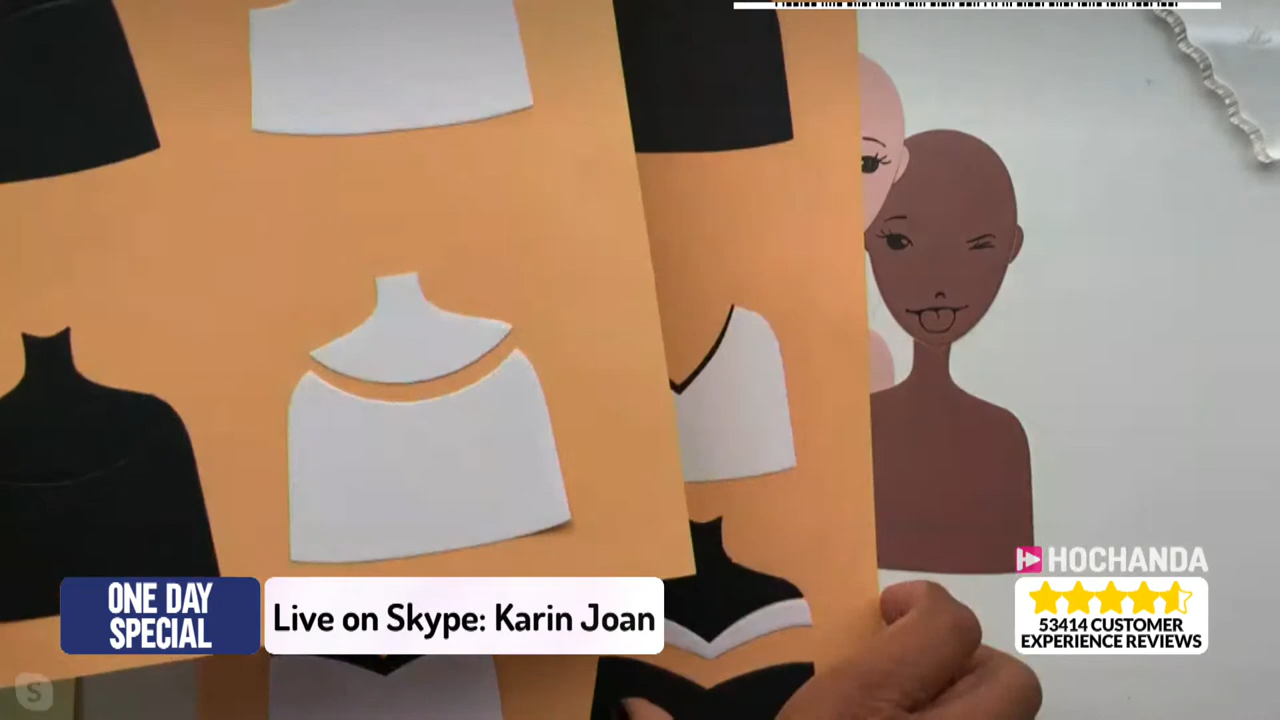 ONE DAY
SPECIAL
Live on Skype: Karin Joan
HOCHANDA
53414 CUSTOMER
EXPERIENCE REVIEWS
S